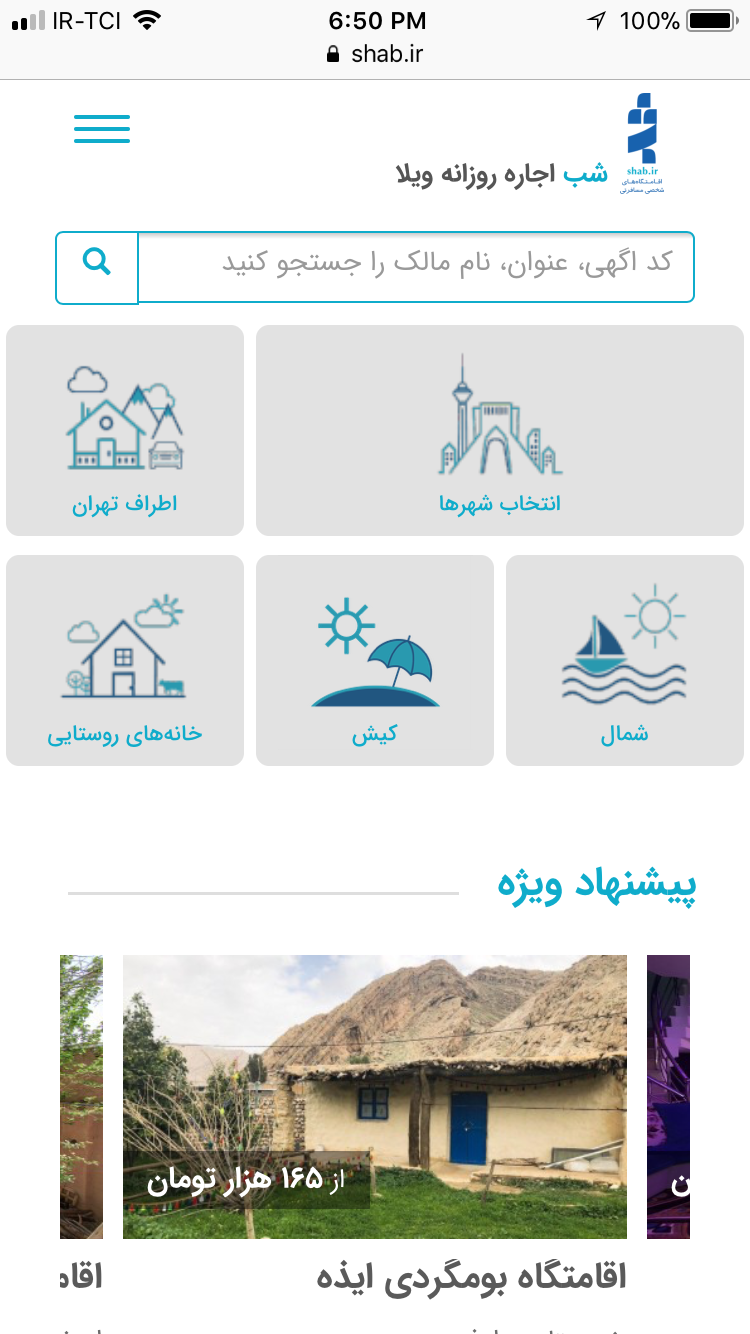 IR-TCI 6:50 PM 100%
shab.ir
shab.ir
اقامتگاه‌های
شخصی مسافرتی
شب اجاره روزانه ویلا
کد اگهی، عنوان، نام مالک را جستجو کنید
انتخاب شهرها
اطراف تهران
شمال
کیش
خانه‌های روستایی
پیشنهاد ویژه
از ۱۶۵ هزار تومان
اقامتگاه بومگردی ایذه